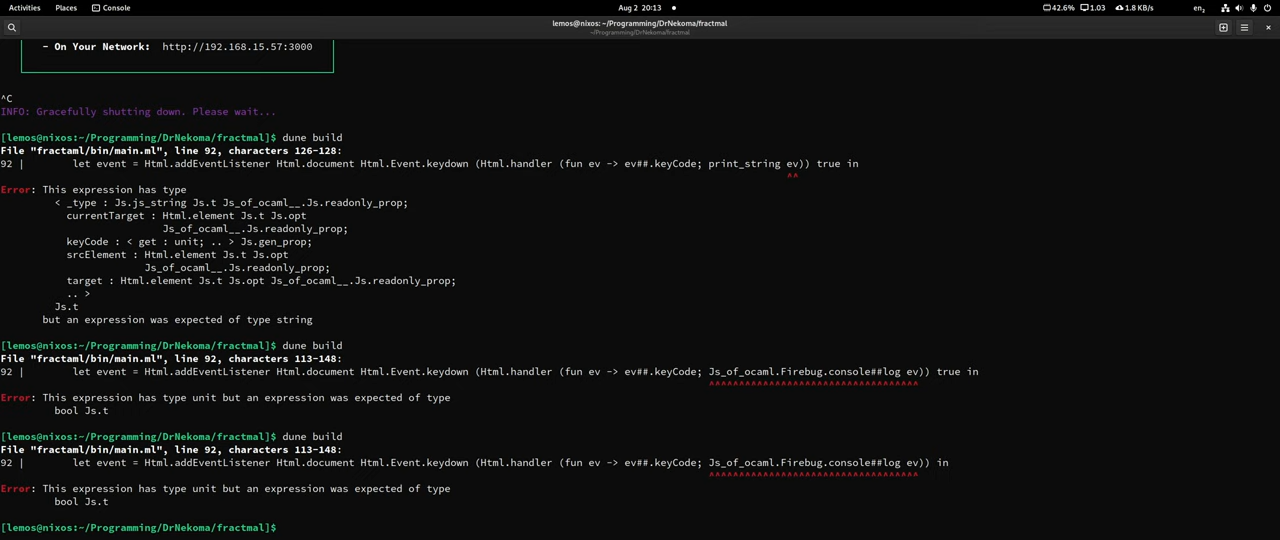 Activities Places Console Aug 2 20:13 42.6% 1.03 1.8 KB/s en₂
lemos@nixos: ~/Programming/DrNekoma/fractmal
~/Programming/DrNekoma/fractmal
- On Your Network: http://192.168.15.57:3000
^C
INFO: Gracefully shutting down. Please wait...
[lemos@nixos:~/Programming/DrNekoma/fractmal]$ dune build
File "fractaml/bin/main.ml", line 92, characters 126-128:
92 | let event = Html.addEventListener Html.document Html.Event.keydown (Html.handler (fun ev -> ev##.keyCode; print_string ev)) true in
^^
Error: This expression has type
< _type : Js.js_string Js.t Js_of_ocaml__.Js.readonly_prop;
currentTarget : Html.element Js.t Js.opt
Js_of_ocaml__.Js.readonly_prop;
keyCode : < get : unit; .. > Js.gen_prop;
srcElement : Html.element Js.t Js.opt
Js_of_ocaml__.Js.readonly_prop;
target : Html.element Js.t Js.opt Js_of_ocaml__.Js.readonly_prop;
.. >
Js.t
but an expression was expected of type string
[lemos@nixos:~/Programming/DrNekoma/fractmal]$ dune build
File "fractaml/bin/main.ml", line 92, characters 113-148:
92 | let event = Html.addEventListener Html.document Html.Event.keydown (Html.handler (fun ev -> ev##.keyCode; Js_of_ocaml.Firebug.console##log ev)) true in
^^^^^^^^^^^^^^^^^^^^^^^^^^^^^^^^^^^
Error: This expression has type unit but an expression was expected of type
bool Js.t
[lemos@nixos:~/Programming/DrNekoma/fractmal]$ dune build
File "fractaml/bin/main.ml", line 92, characters 113-148:
92 | let event = Html.addEventListener Html.document Html.Event.keydown (Html.handler (fun ev -> ev##.keyCode; Js_of_ocaml.Firebug.console##log ev)) in
^^^^^^^^^^^^^^^^^^^^^^^^^^^^^^^^^^^
Error: This expression has type unit but an expression was expected of type
bool Js.t
[lemos@nixos:~/Programming/DrNekoma/fractmal]$